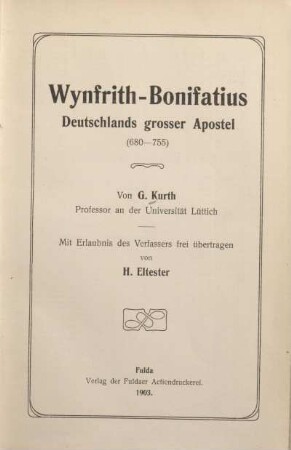 Wynfrith-Bonifatius
Deutschlands grosser Apostel
(680—755)
Von G. Kurth
Professor an der Universität Lüttich
Mit Erlaubnis des Verfassers frei übertragen
von
H. Eltester
Fulda
Verlag der Fuldaer Actiendruckerei.
1903.